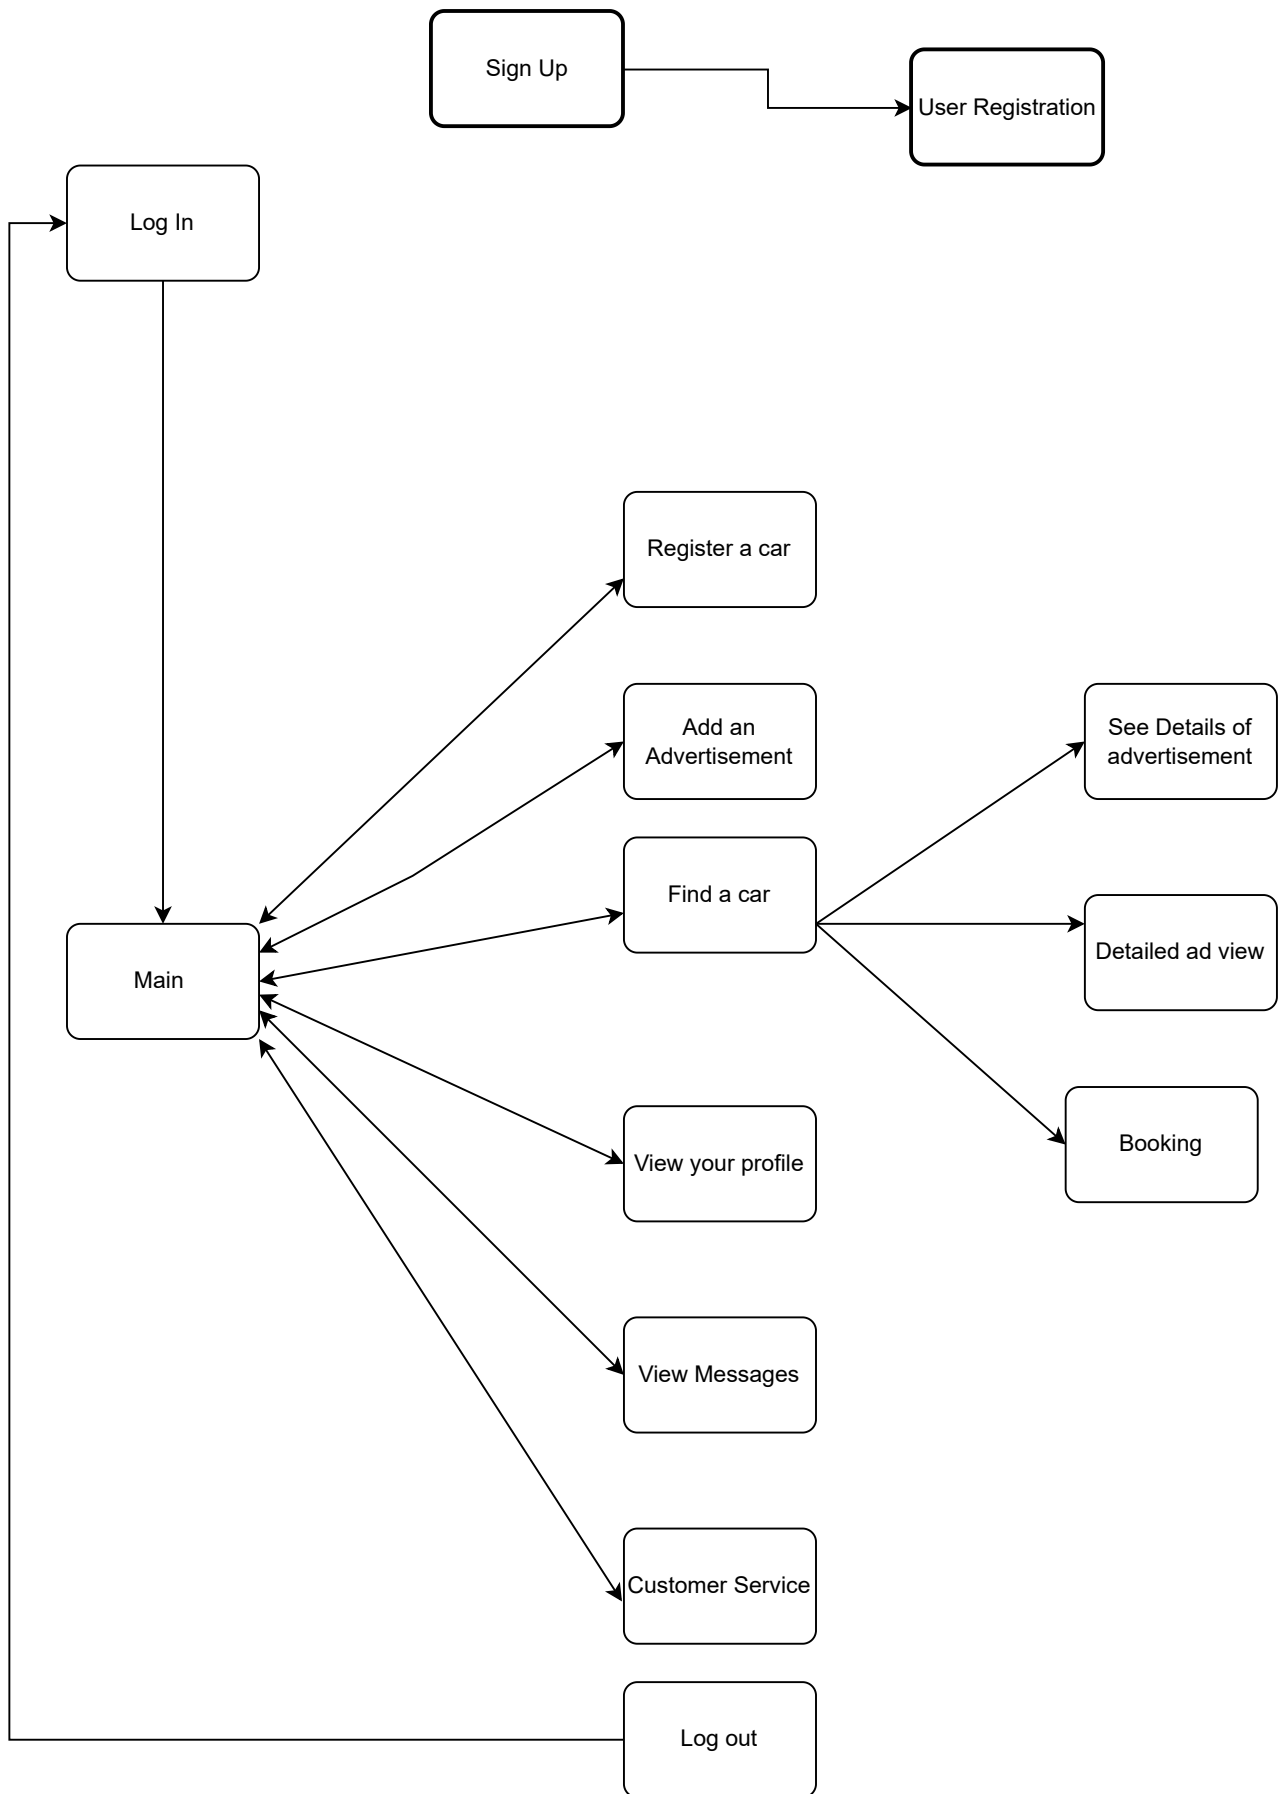 Sign Up
User Registration
Log In
Register a car
Add an
Advertisement
See Details of
advertisement
Find a car
Detailed ad view
Main
Booking
View your profile
View Messages
Customer Service
Log out